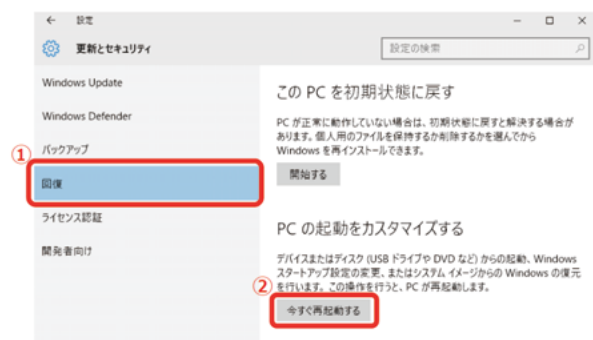 ← 設定
更新とセキュリティ
設定の検索
Windows Update
Windows Defender
バックアップ
①
回復
ライセンス認証
開発者向け
この PC を初期状態に戻す
PC が正常に動作していない場合は、初期状態に戻すと解決する場合が
あります。個人用のファイルを保持するか削除するかを選んでから
Windows を再インストールできます。
開始する
PC の起動をカスタマイズする
デバイスまたはディスク (USB ドライブや DVD など) からの起動、Windows
スタートアップ設定の変更、またはシステム イメージからの Windows の復元
を行います。この操作を行うと、PC が再起動します。
②
今すぐ再起動する